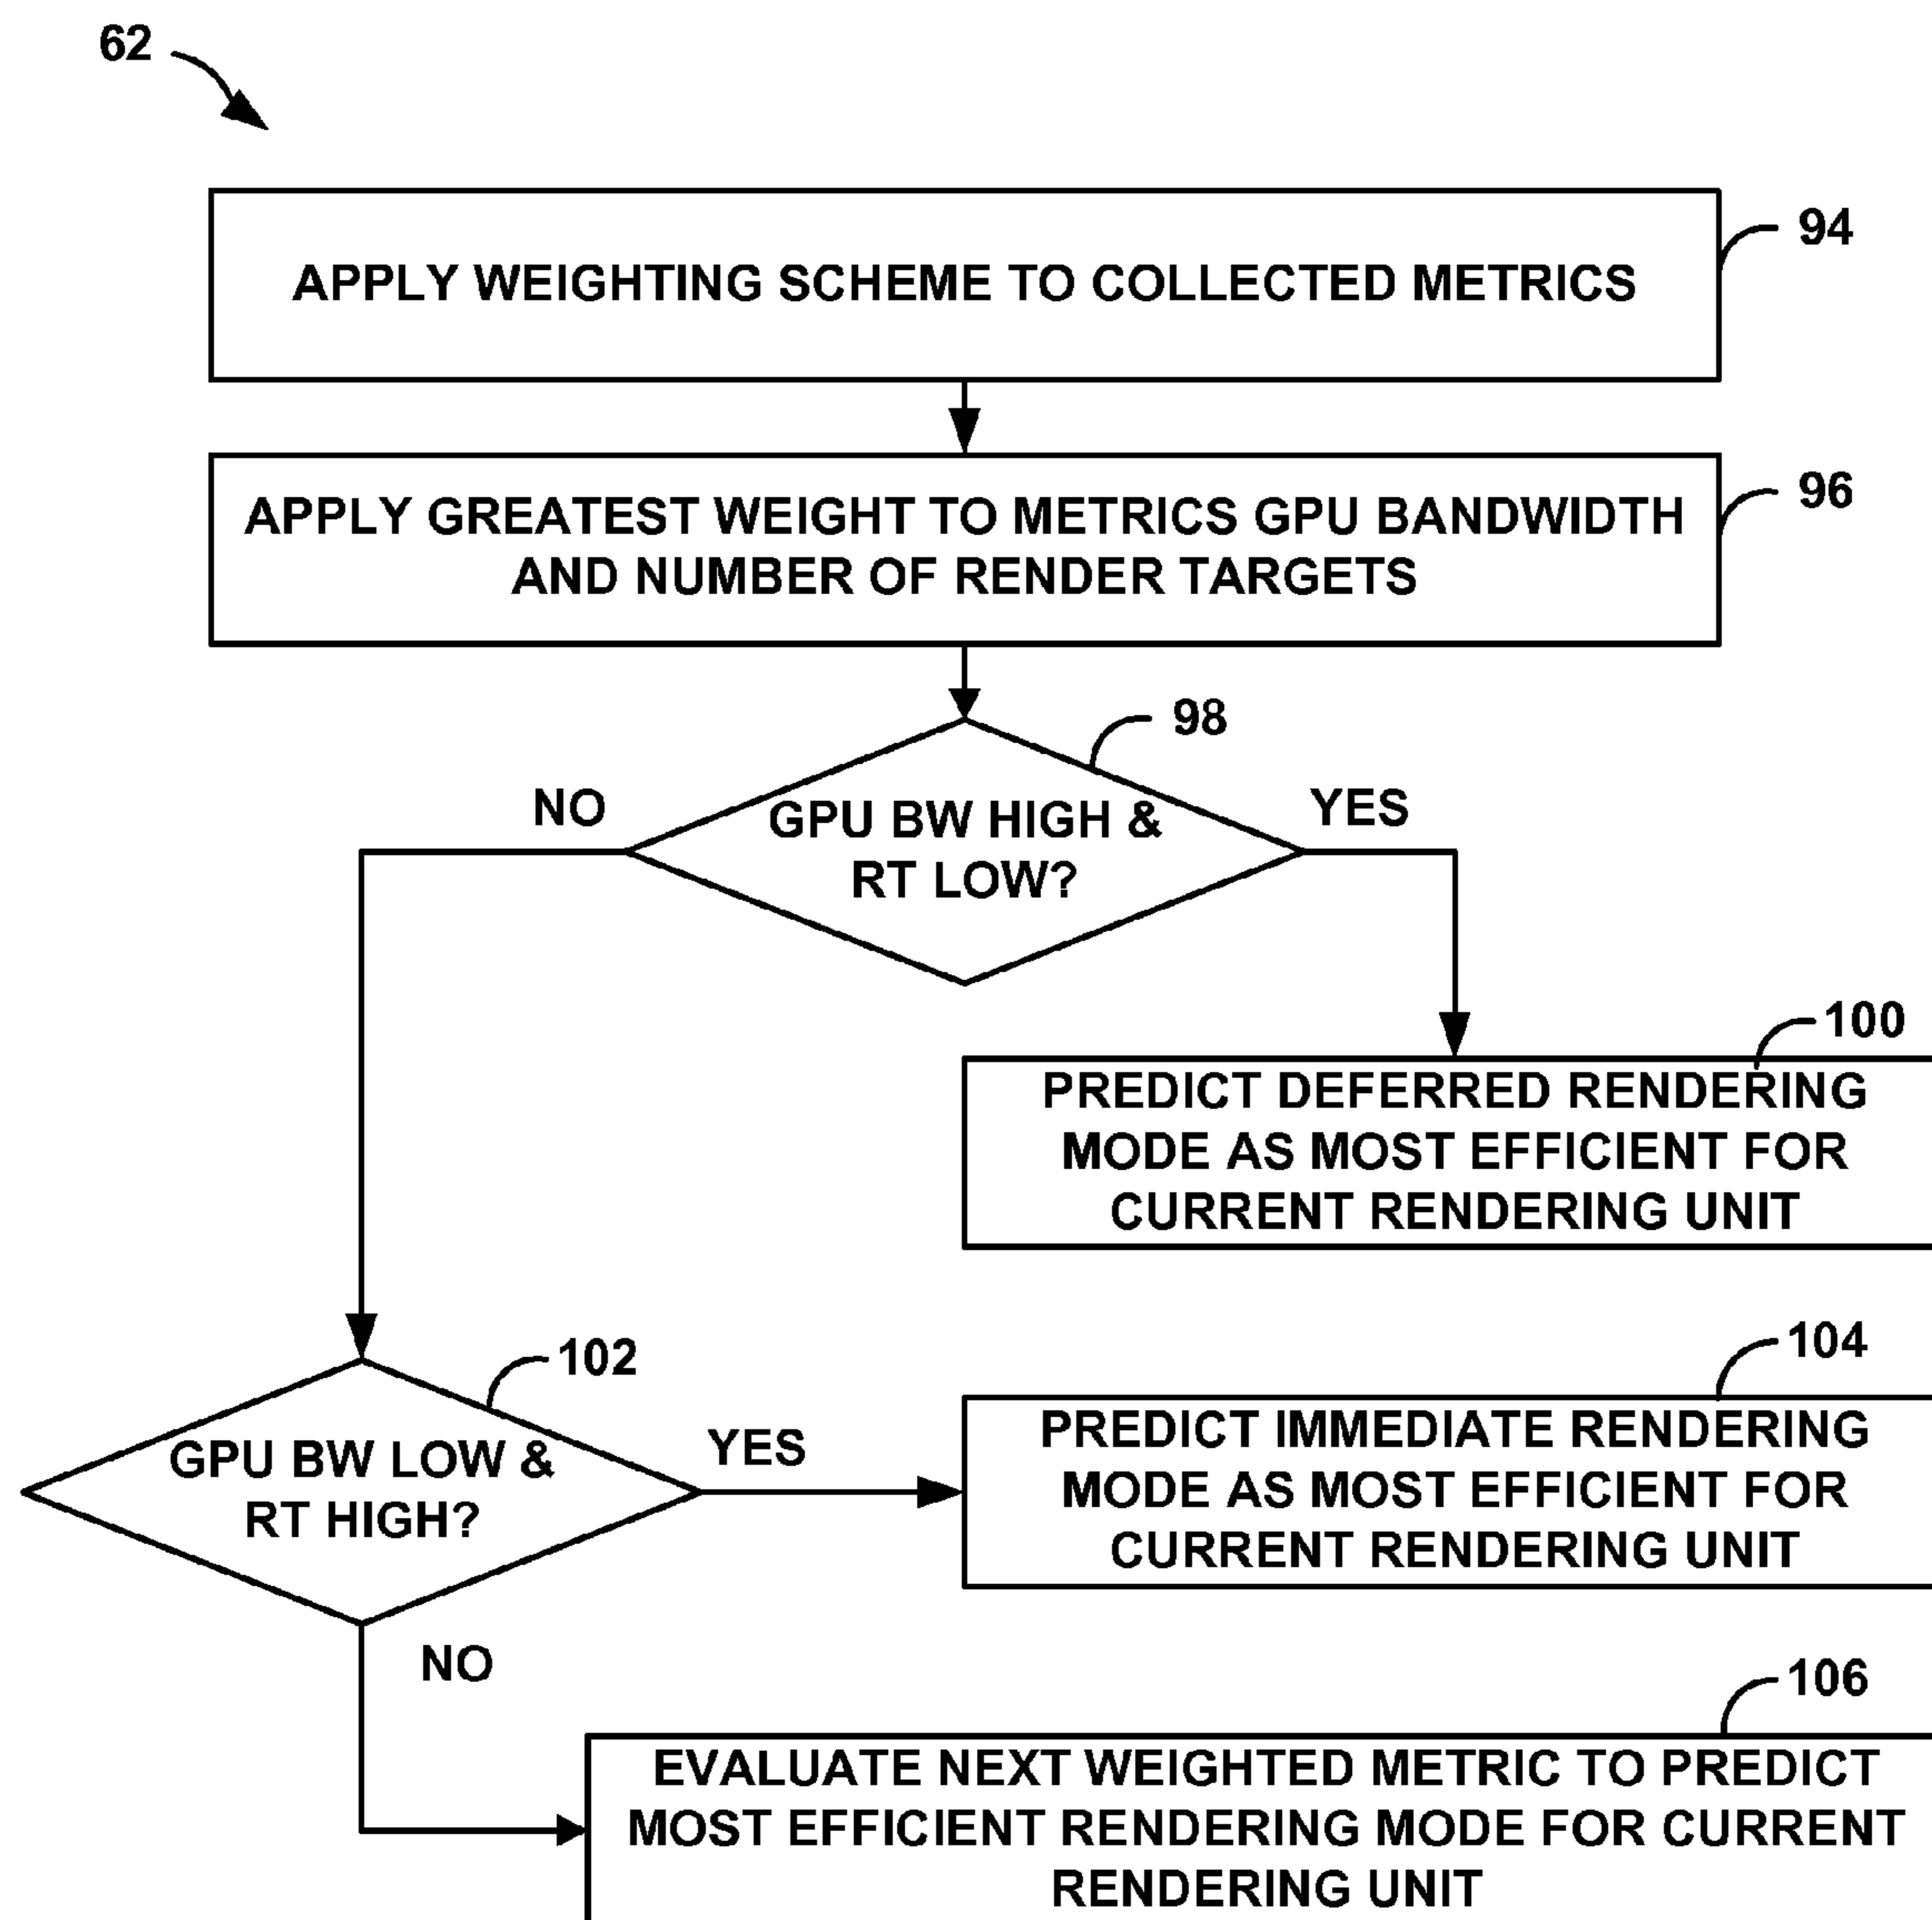 62
APPLY WEIGHTING SCHEME TO COLLECTED METRICS
94
APPLY GREATEST WEIGHT TO METRICS GPU BANDWIDTH
AND NUMBER OF RENDER TARGETS
96
98
GPU BW HIGH &
RT LOW?
NO
YES
100
PREDICT DEFERRED RENDERING
MODE AS MOST EFFICIENT FOR
CURRENT RENDERING UNIT
102
GPU BW LOW &
RT HIGH?
YES
104
PREDICT IMMEDIATE RENDERING
MODE AS MOST EFFICIENT FOR
CURRENT RENDERING UNIT
NO
106
EVALUATE NEXT WEIGHTED METRIC TO PREDICT
MOST EFFICIENT RENDERING MODE FOR CURRENT
RENDERING UNIT